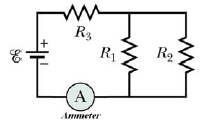 R3
ℰ + −
R1
R2
A
Ammeter